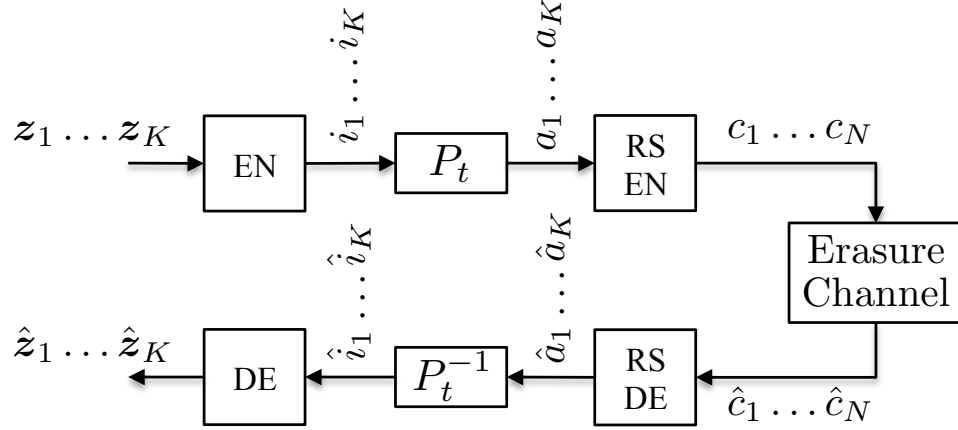 z₁ … z_K
EN
i₁ … i_K
P_t
a₁ … a_K
RS
EN
c₁ … c_N
Erasure
Channel
ẑ₁ … ẑ_K
DE
î₁ … î_K
P_t⁻¹
â₁ … â_K
RS
DE
ĉ₁ … ĉ_N